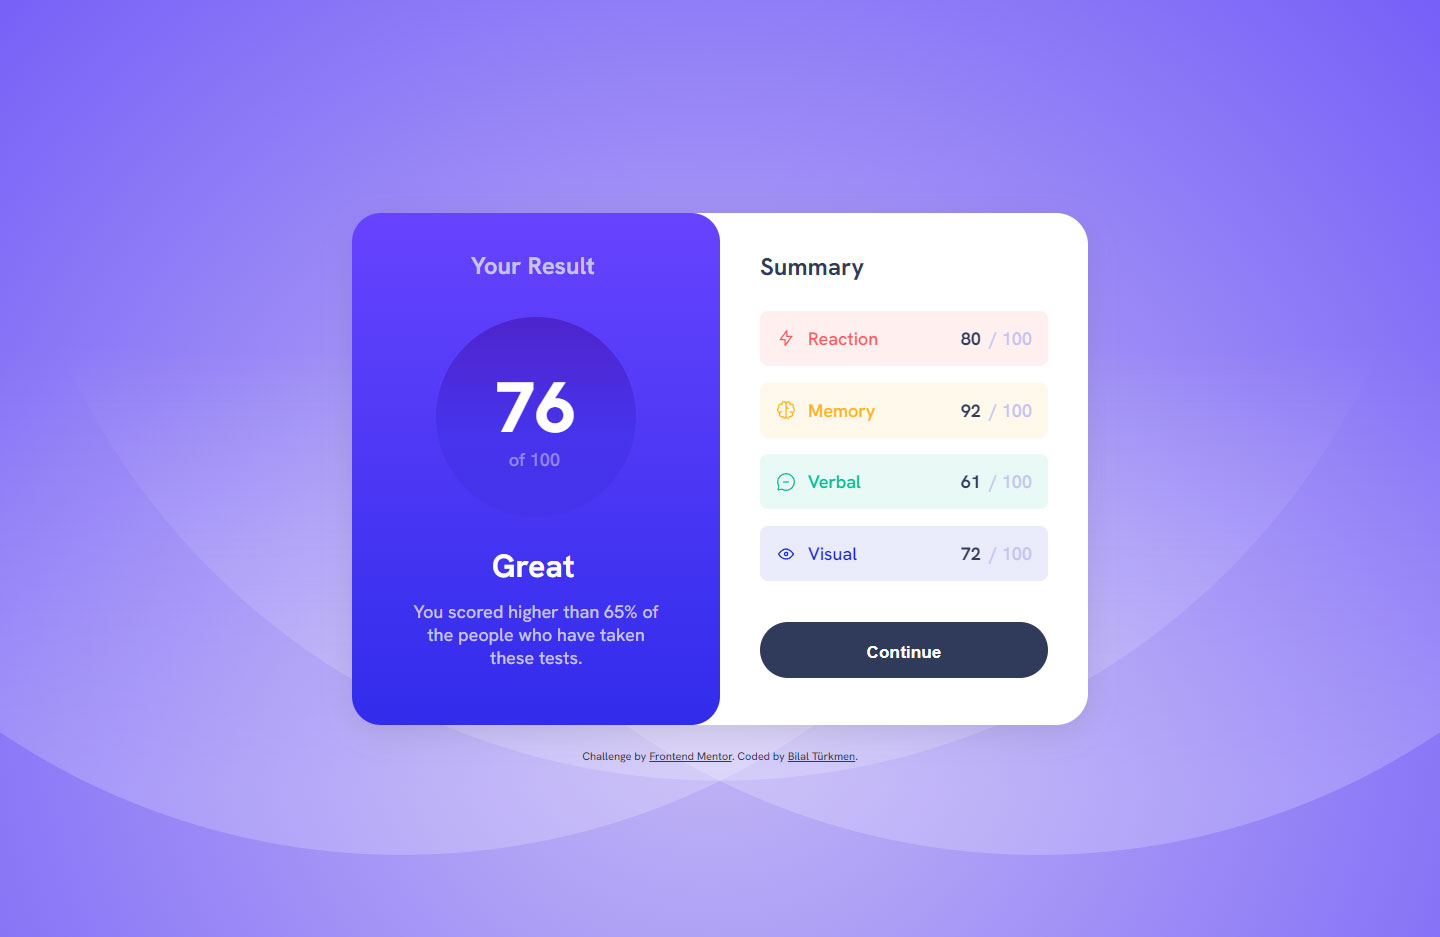 Your Result
76
of 100
Great
You scored higher than 65% of
the people who have taken
these tests.
Summary
Reaction 80 / 100
Memory 92 / 100
Verbal 61 / 100
Visual 72 / 100
Continue
Challenge by Frontend Mentor. Coded by Bilal Türkmen.